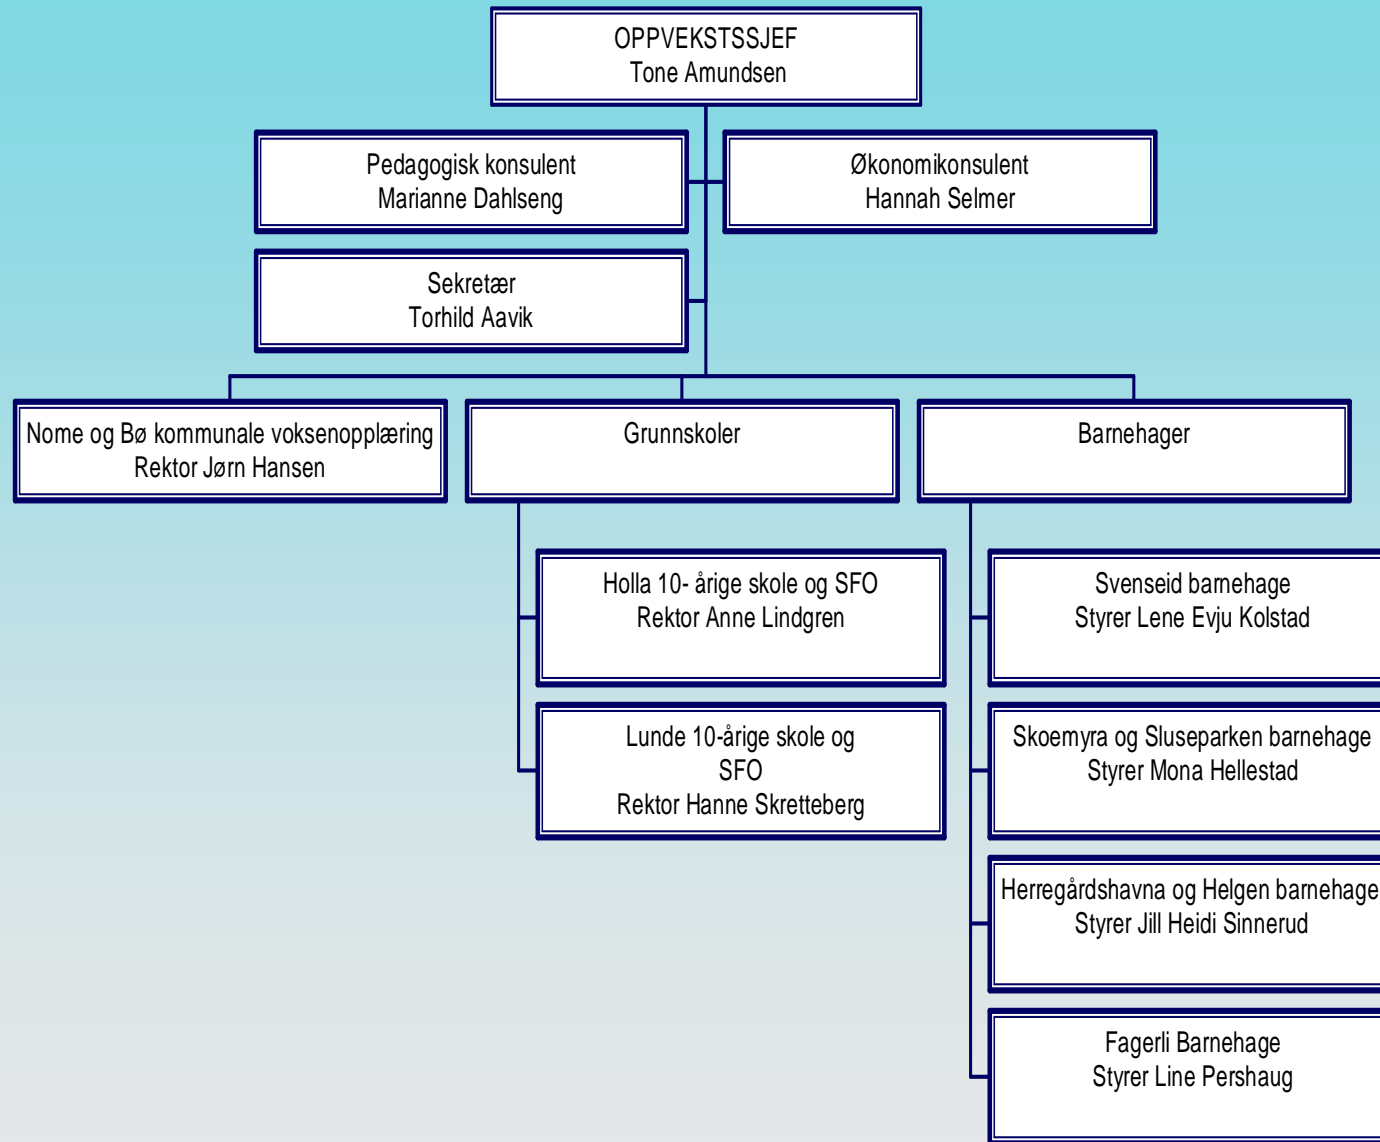 OPPVEKSTSSJEF
Tone Amundsen
Pedagogisk konsulent
Marianne Dahlseng
Økonomikonsulent
Hannah Selmer
Sekretær
Torhild Aavik
Nome og Bø kommunale voksenopplæring
Rektor Jørn Hansen
Grunnskoler
Barnehager
Holla 10- årige skole og SFO
Rektor Anne Lindgren
Lunde 10-årige skole og
SFO
Rektor Hanne Skretteberg
Svenseid barnehage
Styrer Lene Evju Kolstad
Skoemyra og Sluseparken barnehage
Styrer Mona Hellestad
Herregårdshavna og Helgen barnehage
Styrer Jill Heidi Sinnerud
Fagerli Barnehage
Styrer Line Pershaug